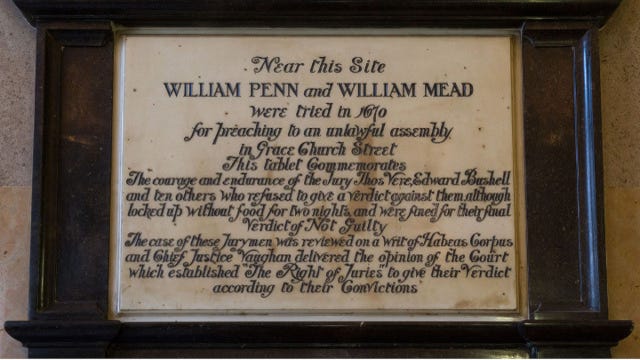 Near this Site
WILLIAM PENN and WILLIAM MEAD
were tried in 1670
for preaching to an unlawful assembly
in Grace Church Street
This tablet Commemorates
The courage and endurance of the Jury Thos Vere, Edward Bushell
and ten others who refused to give a verdict against them, although
locked up without food for two nights, and were fined for their final
Verdict of Not Guilty
The case of these Jurymen was reviewed on a Writ of Habeas Corpus
and Chief Justice Vaughan delivered the opinion of the Court
which established "The Right of Juries" to give their Verdict
according to their Convictions